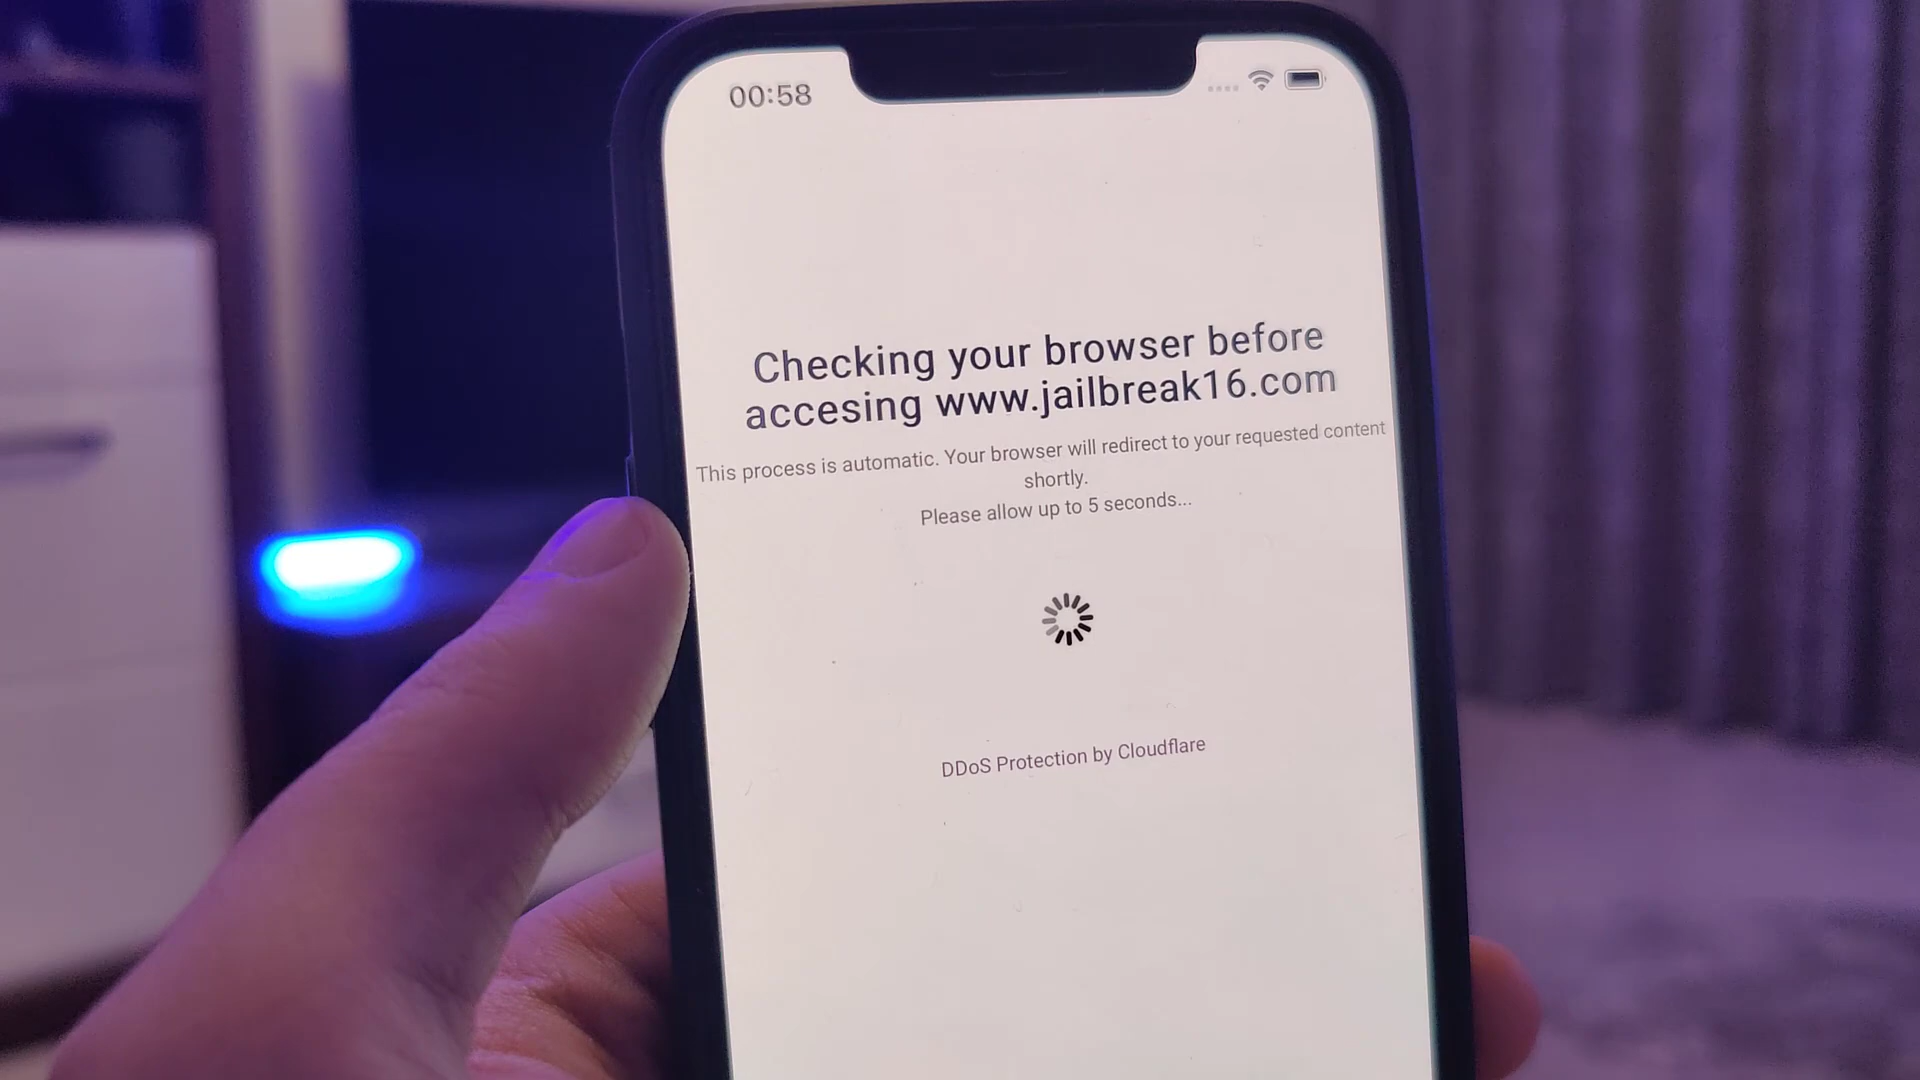 00:58
Checking your browser before
accesing www.jailbreak16.com
This process is automatic. Your browser will redirect to your requested content
shortly.
Please allow up to 5 seconds...
DDoS Protection by Cloudflare